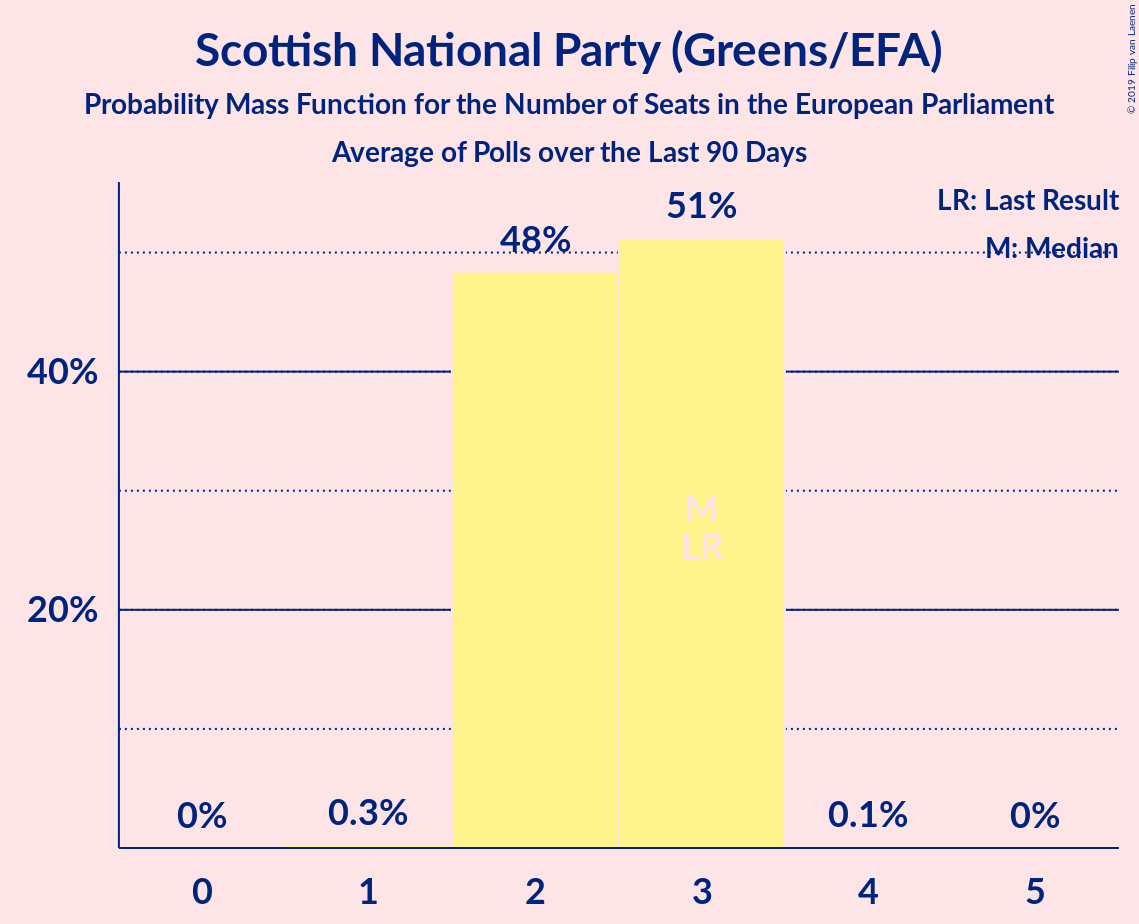 Scottish National Party (Greens/EFA)
Probability Mass Function for the Number of Seats in the European Parliament
Average of Polls over the Last 90 Days
© 2019 Filip van Laenen
LR: Last Result
M: Median
51%
48%
40%
20%
M
LR
0%
0.3%
0.1%
0%
0
1
2
3
4
5